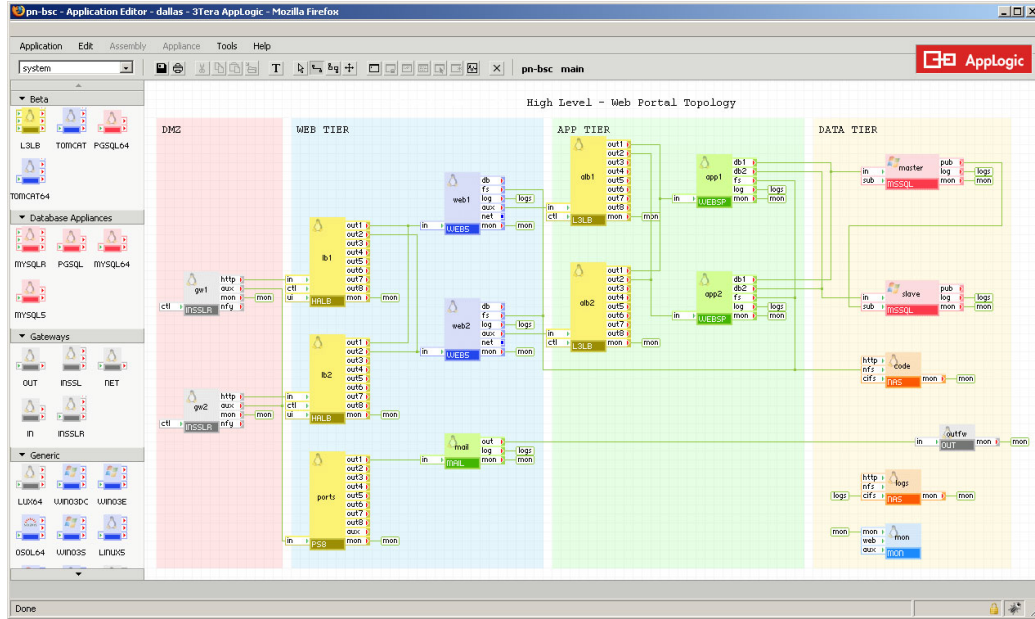 pn-bsc - Application Editor - dallas - 3Tera AppLogic - Mozilla Firefox
Application Edit Assembly Appliance Tools Help
system
T
pn-bsc main
AppLogic
Beta
L3LB TOMCAT PGSQL64
TOMCAT64
Database Appliances
MYSQLR PGSQL MYSQL64
MYSQL5
Gateways
OUT INSSL NET
IN INSSLR
Generic
LUX64 WIN03DC WIN03E
OSOL64 WIN03S LINUX5
High Level - Web Portal Topology
DMZ
gw1
http
aux
mon mon
ctl INSSLR nfy
gw2
http
aux
mon mon
ctl INSSLR nfy
WEB TIER
lb1
out1
out2
out3
out4
out5
out6
in out7
ctl out8
ui HALB mon mon
lb2
out1
out2
out3
out4
out5
out6
in out7
ctl out8
ui HALB mon mon
ports
out1
out2
out3
out4
out5
out6
out7
out8
aux
in PS8 mon mon
web1
db
fs
log logs
aux
net
in WEB5 mon mon
web2
db
fs
log logs
aux
net
in WEB5 mon mon
mail
out
log logs
in MAIL mon mon
APP TIER
alb1
out1
out2
out3
out4
out5
out6
out7
in out8
ctl L3LB mon mon
alb2
out1
out2
out3
out4
out5
out6
out7
in out8
ctl L3LB mon mon
app1
db1
db2
fs
log logs
in WEBSP mon mon
app2
db1
db2
fs
log logs
in WEBSP mon mon
DATA TIER
master
pub
in log logs
sub MSSQL mon mon
slave
pub
in log logs
sub MSSQL mon mon
code
http
nfs
cifs NAS mon mon
outfw
in OUT mon mon
logs
http
nfs
logs cifs NAS mon mon
mon
mon mon
web
aux MON
Done